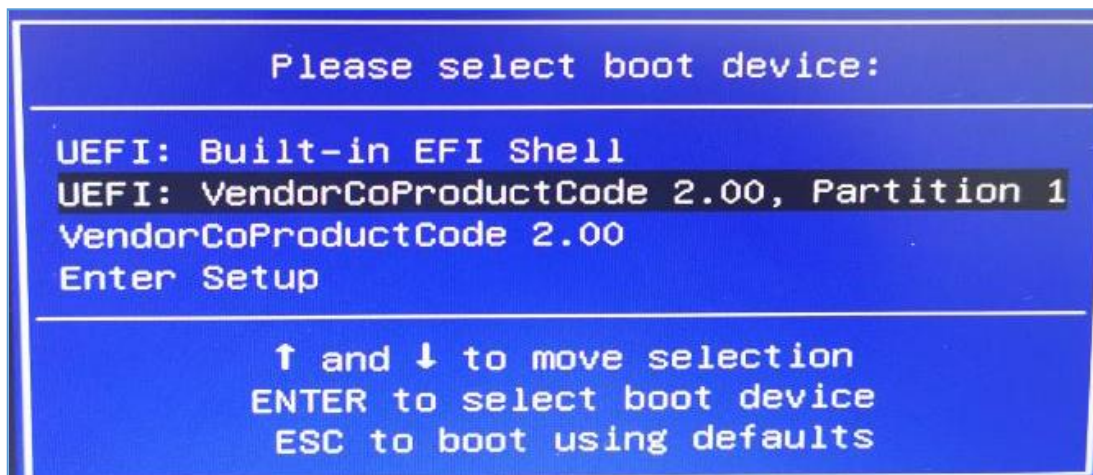 Please select boot device:
UEFI: Built-in EFI Shell
UEFI: VendorCoProductCode 2.00, Partition 1
VendorCoProductCode 2.00
Enter Setup
↑ and ↓ to move selection
ENTER to select boot device
ESC to boot using defaults